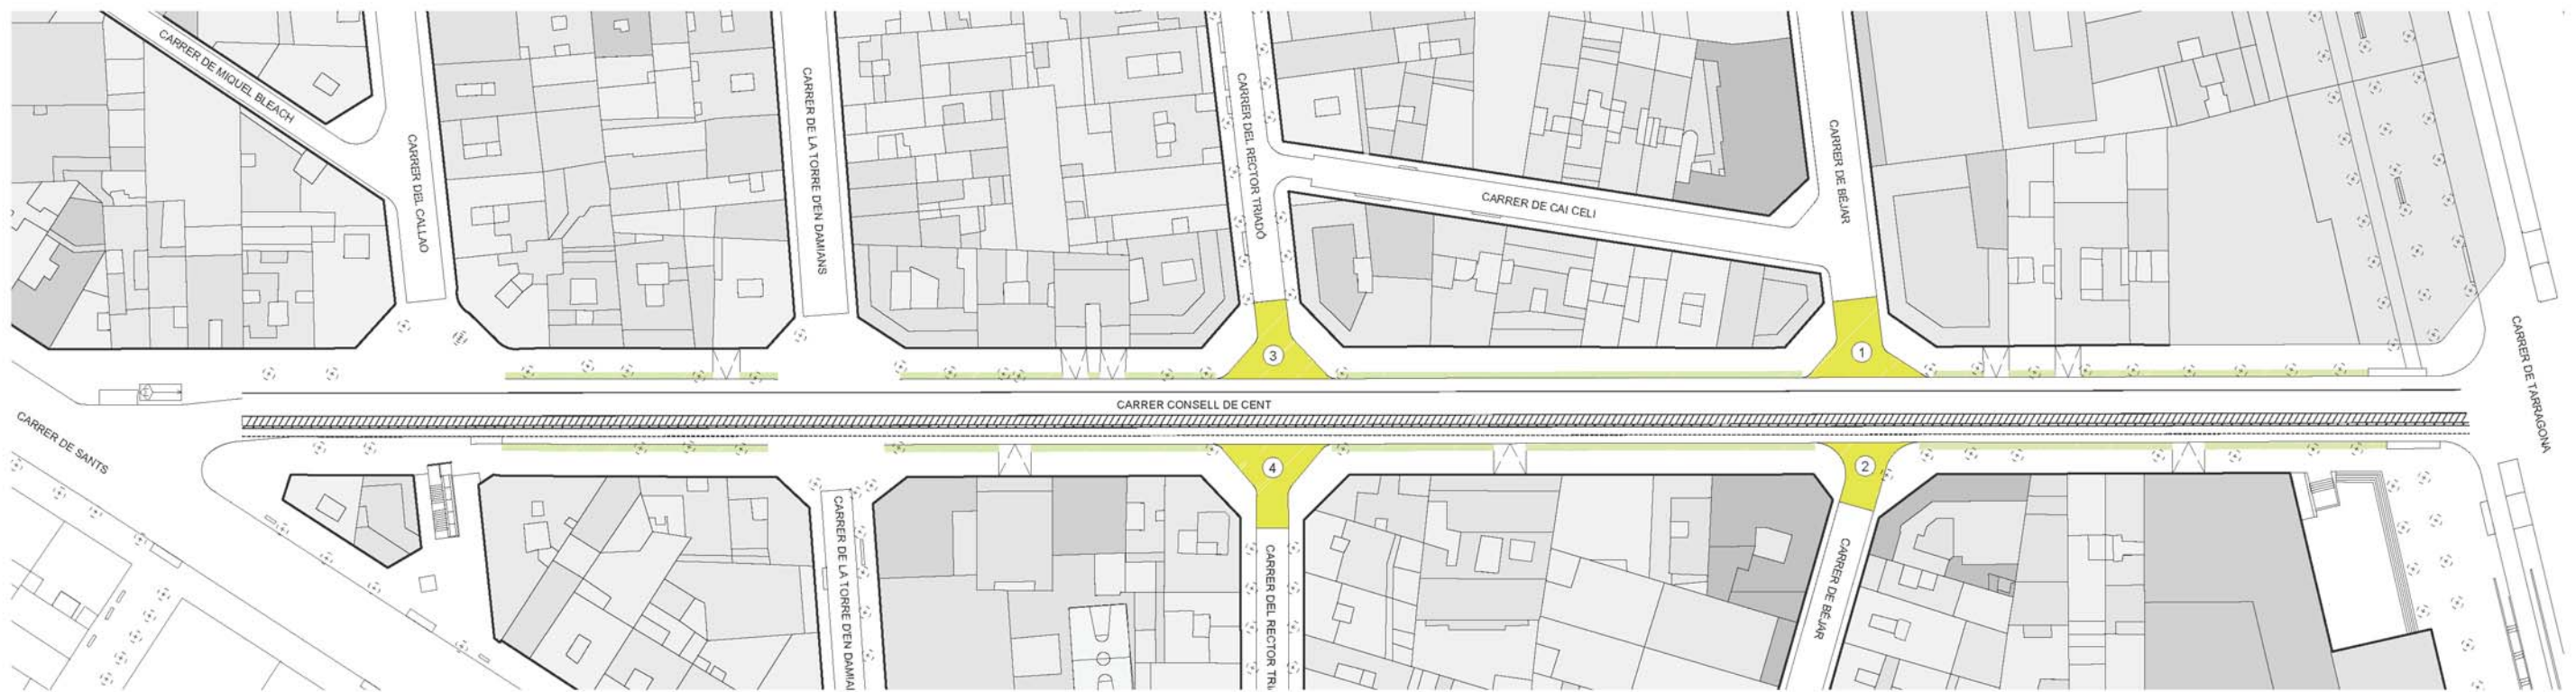 CARRER DE MIQUEL BLEACH
CARRER DEL CALLAO
CARRER DE LA TORRE D'EN DAMIANS
CARRER DEL RECTOR TRIADÓ
CARRER DE CAI CELI
CARRER DE BÉJAR
3
1
CARRER CONSELL DE CENT
CARRER DE TARRAGONA
CARRER DE SANTS
4
2
CARRER DE LA TORRE D'EN DAMIA
CARRER DEL RECTOR TRI
CARRER DE BÉJAR